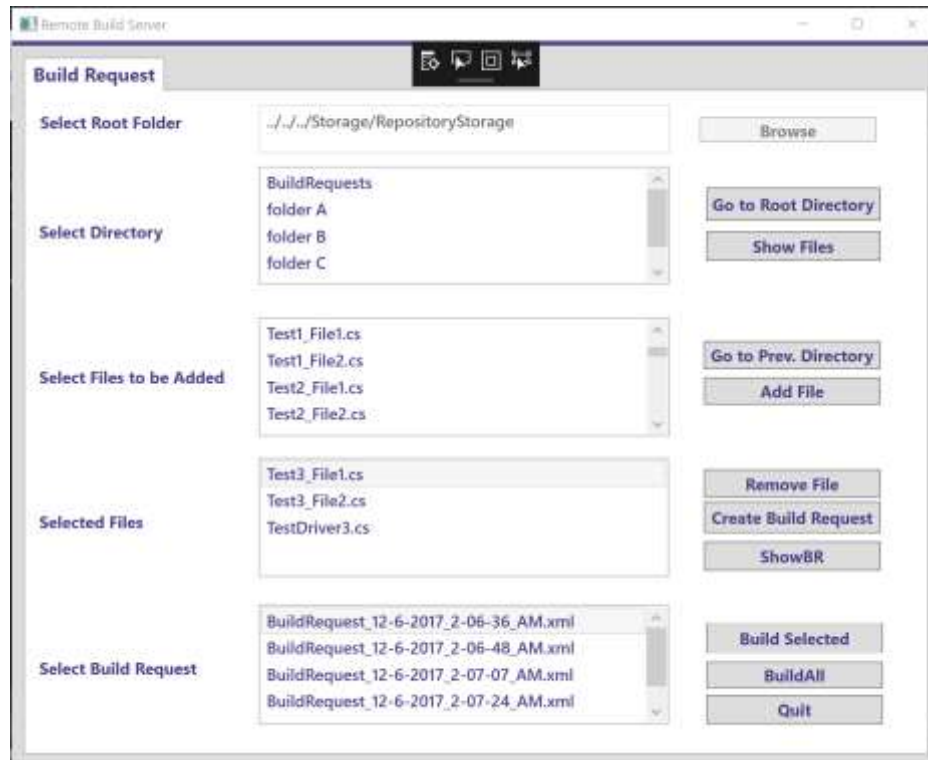 Remote Build Server
Build Request
Select Root Folder
../../../Storage/RepositoryStorage
Browse
Select Directory
BuildRequests
folder A
folder B
folder C
Go to Root Directory
Show Files
Select Files to be Added
Test1_File1.cs
Test1_File2.cs
Test2_File1.cs
Test2_File2.cs
Go to Prev. Directory
Add File
Selected Files
Test3_File1.cs
Test3_File2.cs
TestDriver3.cs
Remove File
Create Build Request
ShowBR
Select Build Request
BuildRequest_12-6-2017_2-06-36_AM.xml
BuildRequest_12-6-2017_2-06-48_AM.xml
BuildRequest_12-6-2017_2-07-07_AM.xml
BuildRequest_12-6-2017_2-07-24_AM.xml
Build Selected
BuildAll
Quit